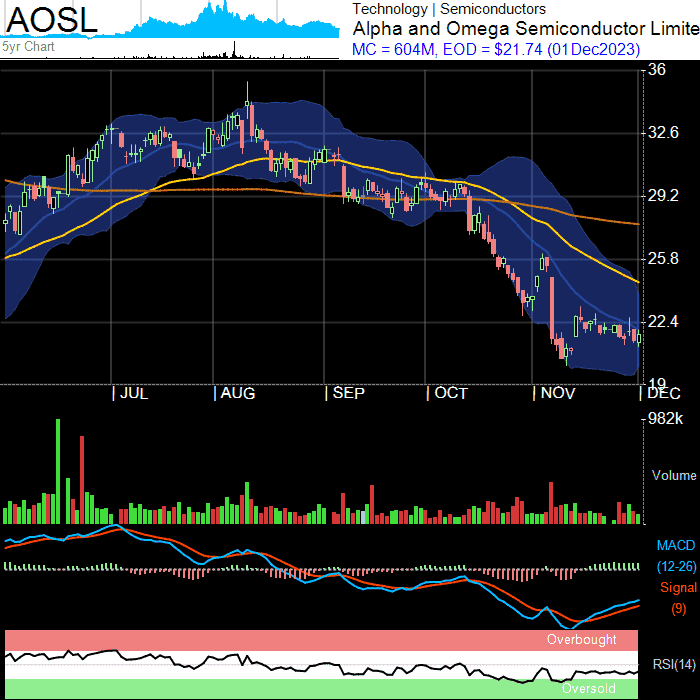 AOSL
5yr Chart
Technology | Semiconductors
Alpha and Omega Semiconductor Limite
MC = 604M, EOD = $21.74 (01Dec2023)
36
32.6
29.2
25.8
22.4
19
| JUL | AUG | SEP | OCT | NOV | DEC
982k
Volume
MACD
(12-26)
Signal
(9)
Overbought
RSI(14)
Oversold